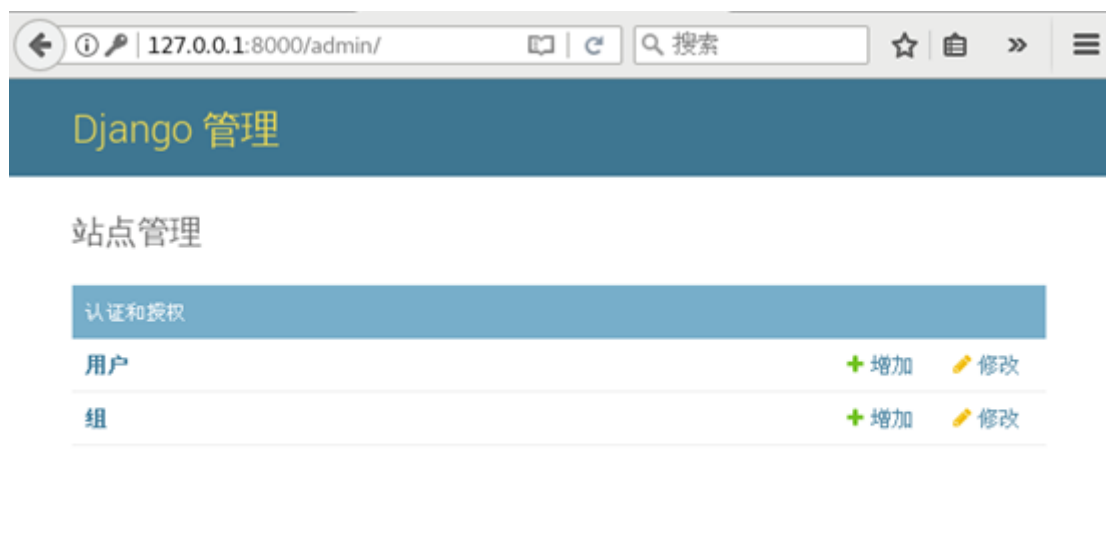 127.0.0.1:8000/admin/ 搜索
Django 管理
站点管理
认证和授权
用户 增加 修改
组 增加 修改